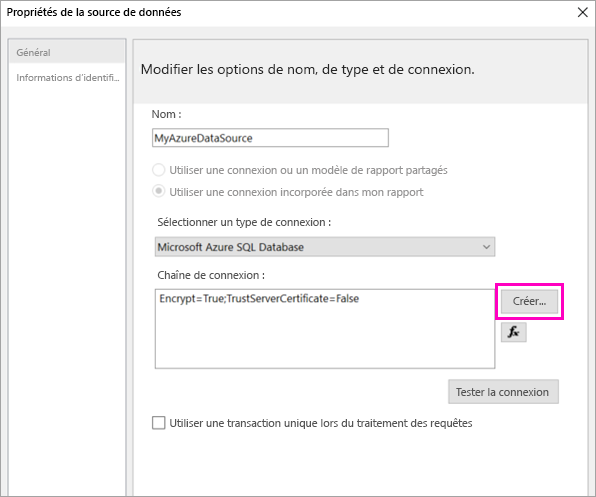 Propriétés de la source de données
Général
Informations d'identifi...
Modifier les options de nom, de type et de connexion.
Nom :
MyAzureDataSource
Utiliser une connexion ou un modèle de rapport partagés
Utiliser une connexion incorporée dans mon rapport
Sélectionner un type de connexion :
Microsoft Azure SQL Database
Chaîne de connexion :
Encrypt=True;TrustServerCertificate=False
Créer...
fx
Tester la connexion
Utiliser une transaction unique lors du traitement des requêtes